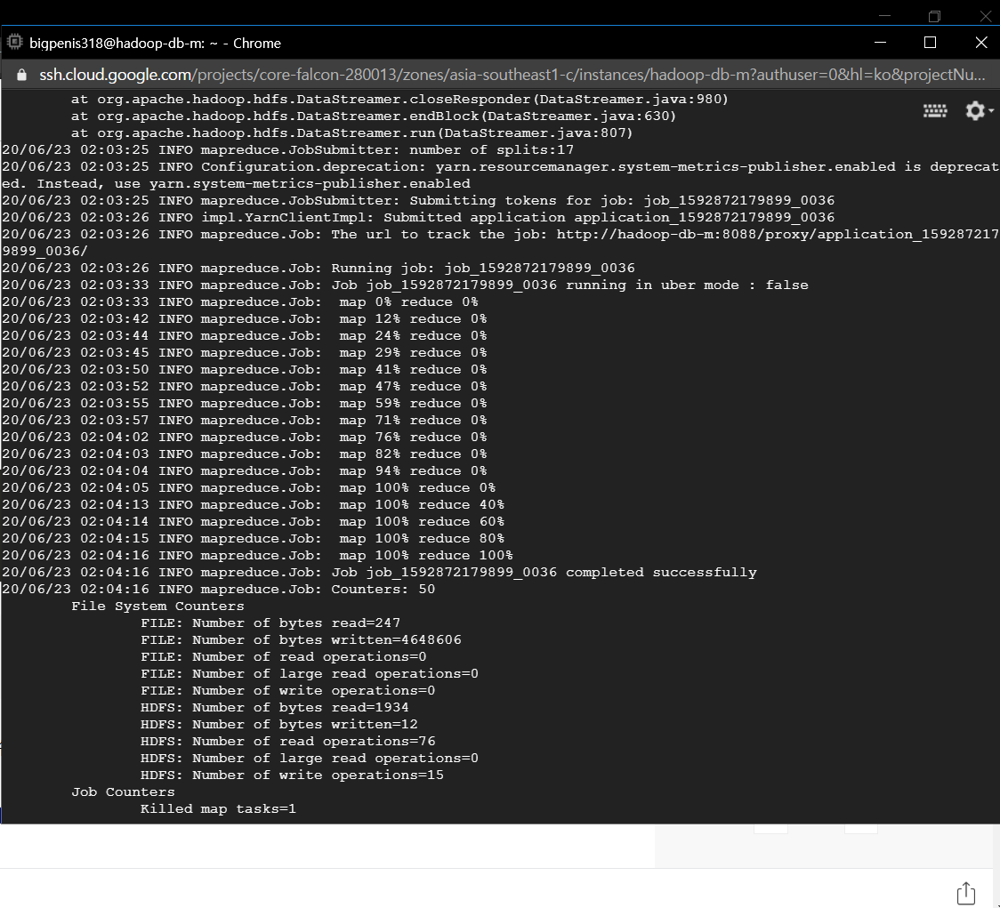 bigpenis318@hadoop-db-m: ~ - Chrome
ssh.cloud.google.com/projects/core-falcon-280013/zones/asia-southeast1-c/instances/hadoop-db-m?authuser=0&hl=ko&projectNu...
at org.apache.hadoop.hdfs.DataStreamer.closeResponder(DataStreamer.java:980)
at org.apache.hadoop.hdfs.DataStreamer.endBlock(DataStreamer.java:630)
at org.apache.hadoop.hdfs.DataStreamer.run(DataStreamer.java:807)
20/06/23 02:03:25 INFO mapreduce.JobSubmitter: number of splits:17
20/06/23 02:03:25 INFO Configuration.deprecation: yarn.resourcemanager.system-metrics-publisher.enabled is deprecat
ed. Instead, use yarn.system-metrics-publisher.enabled
20/06/23 02:03:25 INFO mapreduce.JobSubmitter: Submitting tokens for job: job_1592872179899_0036
20/06/23 02:03:26 INFO impl.YarnClientImpl: Submitted application application_1592872179899_0036
20/06/23 02:03:26 INFO mapreduce.Job: The url to track the job: http://hadoop-db-m:8088/proxy/application_159287217
9899_0036/
20/06/23 02:03:26 INFO mapreduce.Job: Running job: job_1592872179899_0036
20/06/23 02:03:33 INFO mapreduce.Job: Job job_1592872179899_0036 running in uber mode : false
20/06/23 02:03:33 INFO mapreduce.Job:  map 0% reduce 0%
20/06/23 02:03:42 INFO mapreduce.Job:  map 12% reduce 0%
20/06/23 02:03:44 INFO mapreduce.Job:  map 24% reduce 0%
20/06/23 02:03:45 INFO mapreduce.Job:  map 29% reduce 0%
20/06/23 02:03:50 INFO mapreduce.Job:  map 41% reduce 0%
20/06/23 02:03:52 INFO mapreduce.Job:  map 47% reduce 0%
20/06/23 02:03:55 INFO mapreduce.Job:  map 59% reduce 0%
20/06/23 02:03:57 INFO mapreduce.Job:  map 71% reduce 0%
20/06/23 02:04:02 INFO mapreduce.Job:  map 76% reduce 0%
20/06/23 02:04:03 INFO mapreduce.Job:  map 82% reduce 0%
20/06/23 02:04:04 INFO mapreduce.Job:  map 94% reduce 0%
20/06/23 02:04:05 INFO mapreduce.Job:  map 100% reduce 0%
20/06/23 02:04:13 INFO mapreduce.Job:  map 100% reduce 40%
20/06/23 02:04:14 INFO mapreduce.Job:  map 100% reduce 60%
20/06/23 02:04:15 INFO mapreduce.Job:  map 100% reduce 80%
20/06/23 02:04:16 INFO mapreduce.Job:  map 100% reduce 100%
20/06/23 02:04:16 INFO mapreduce.Job: Job job_1592872179899_0036 completed successfully
20/06/23 02:04:16 INFO mapreduce.Job: Counters: 50
File System Counters
FILE: Number of bytes read=247
FILE: Number of bytes written=4648606
FILE: Number of read operations=0
FILE: Number of large read operations=0
FILE: Number of write operations=0
HDFS: Number of bytes read=1934
HDFS: Number of bytes written=12
HDFS: Number of read operations=76
HDFS: Number of large read operations=0
HDFS: Number of write operations=15
Job Counters
Killed map tasks=1